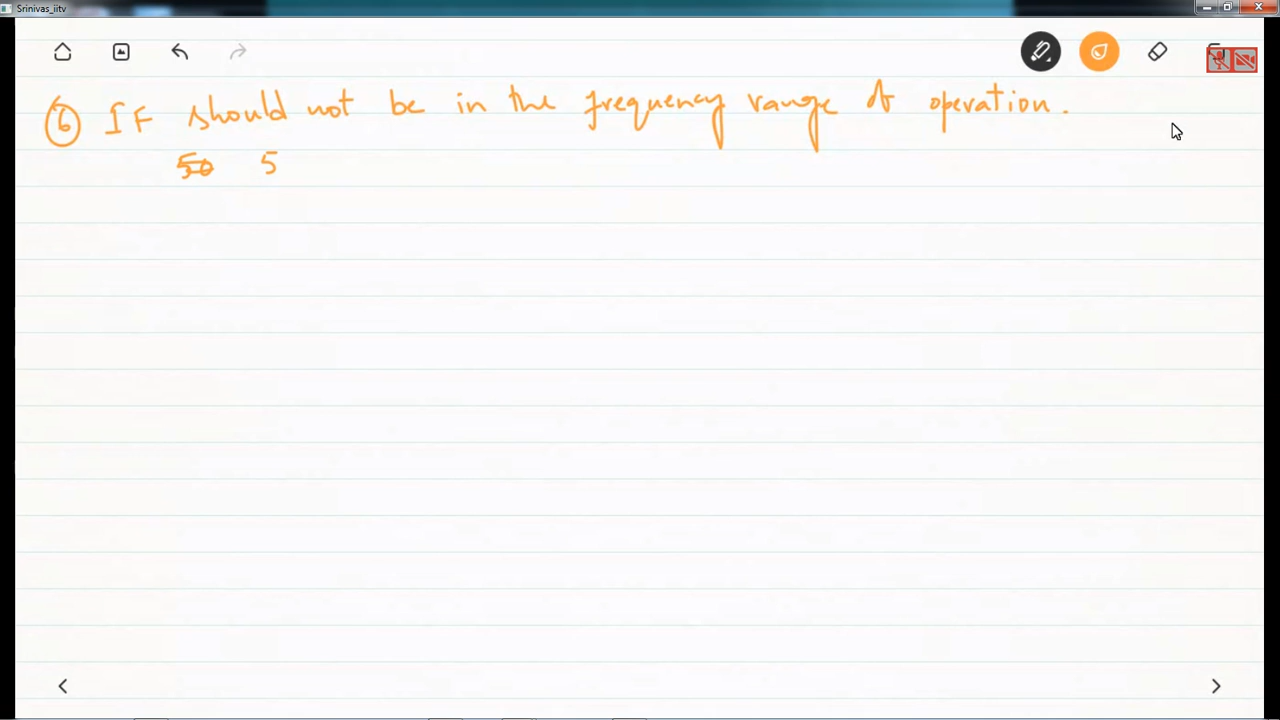 Srinivas_iitv
⑥ IF should not be in the frequency range of operation.
50 5